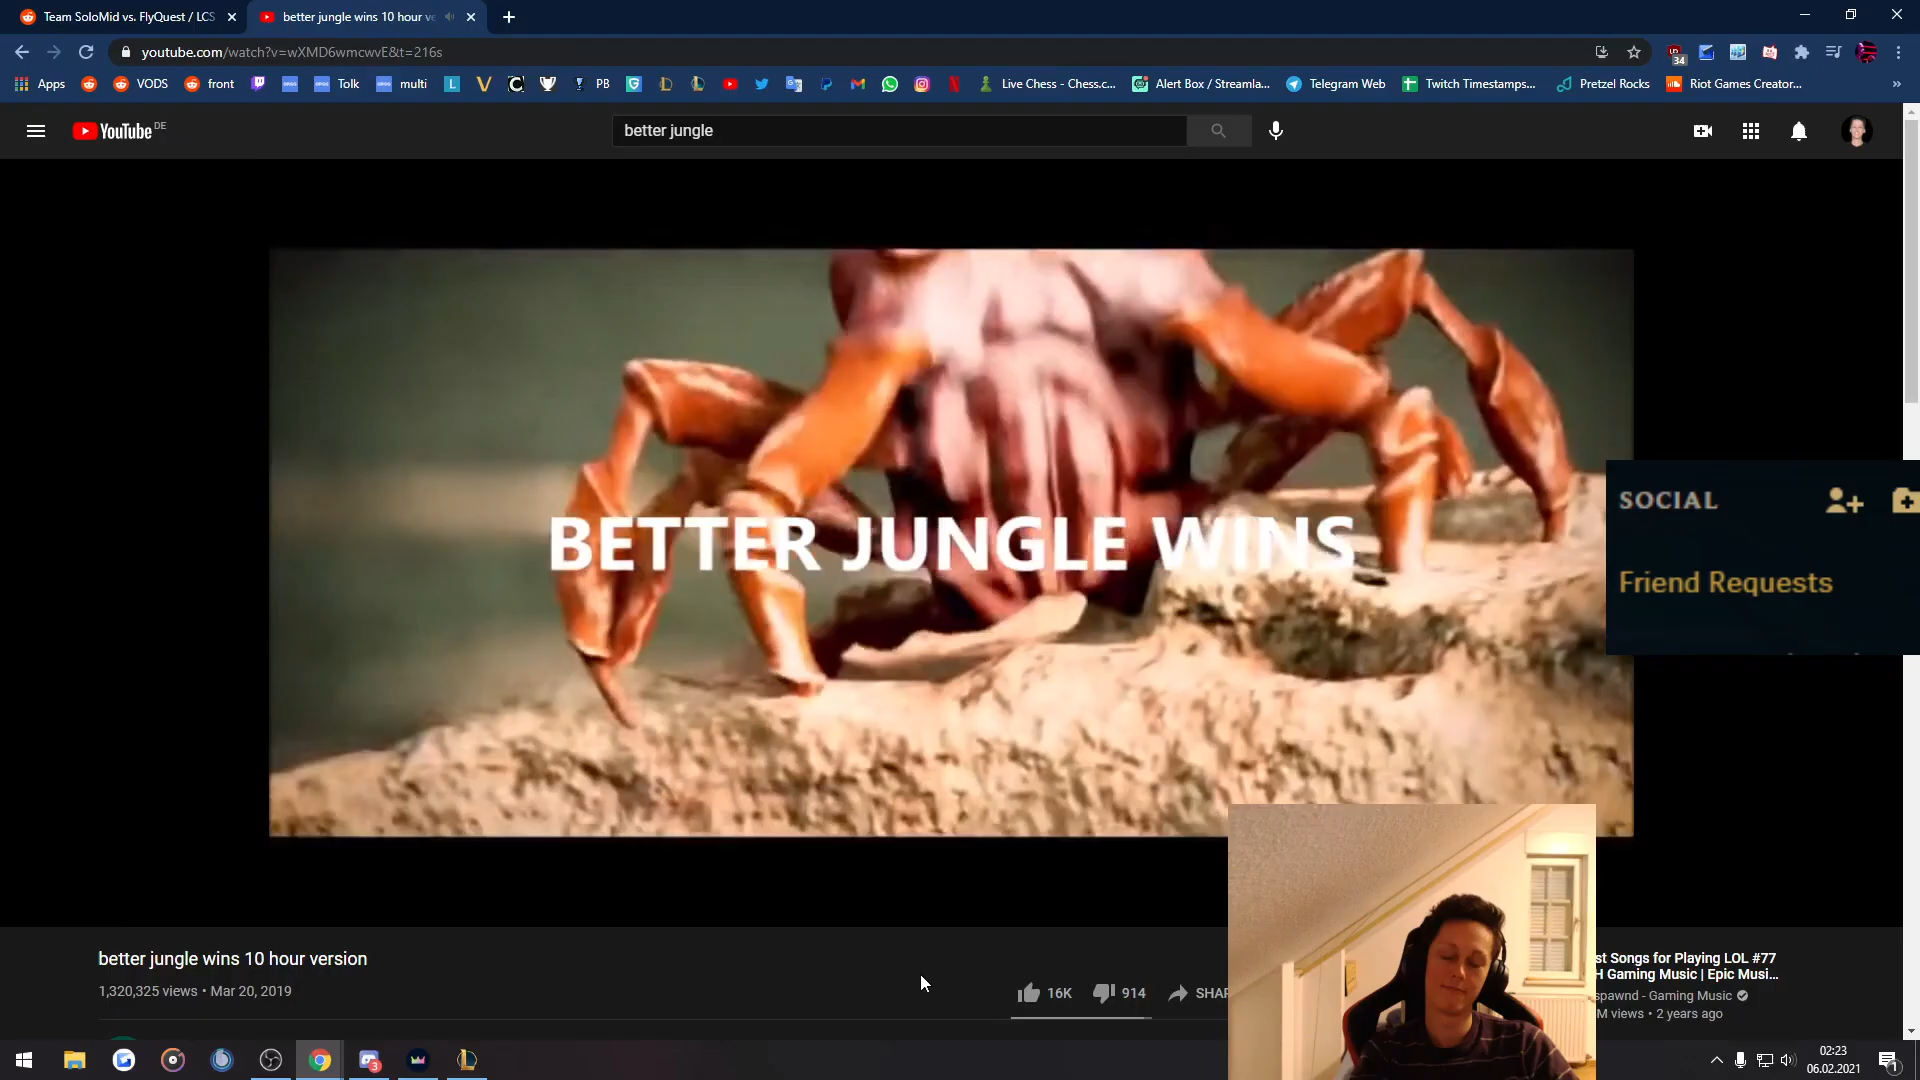 Team SoloMid vs. FlyQuest / LCS
better jungle wins 10 hour ve
youtube.com/watch?v=wXMD6wmcwvE&t=216s
34
Apps
VODS
front
Tolk
multi
L
PB
Live Chess - Chess.c...
Alert Box / Streamla...
Telegram Web
Twitch Timestamps...
Pretzel Rocks
Riot Games Creator...
»
YouTube DE
better jungle
BETTER JUNGLE WINS
SOCIAL
Friend Requests
better jungle wins 10 hour version
1,320,325 views • Mar 20, 2019
16K
914
SHAR
st Songs for Playing LOL #77
H Gaming Music | Epic Musi...
spawnd - Gaming Music
M views • 2 years ago
3
02:23
06.02.2021
1